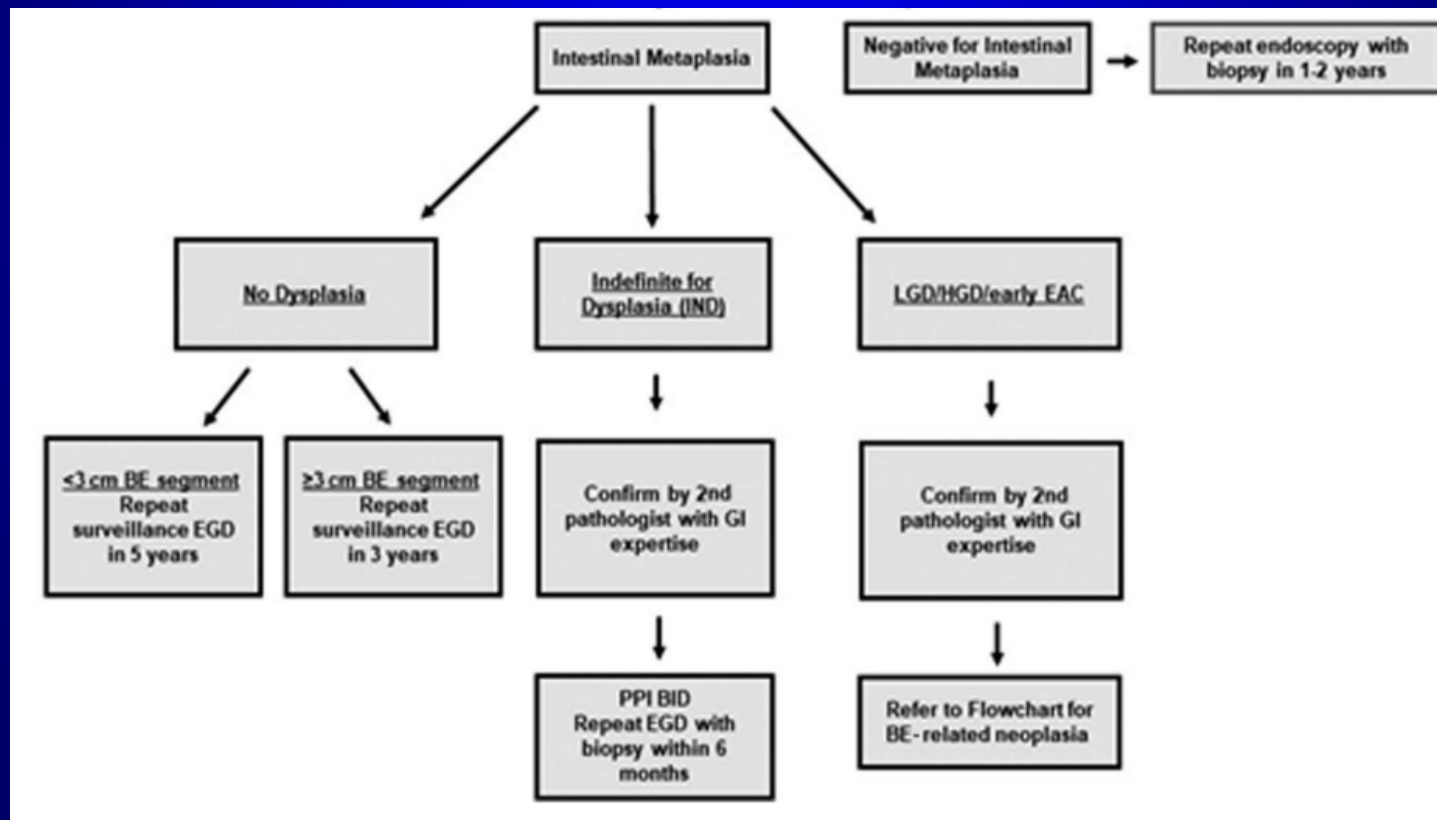 Intestinal Metaplasia
Negative for Intestinal
Metaplasia
Repeat endoscopy with
biopsy in 1-2 years
No Dysplasia
Indefinite for
Dysplasia (IND)
LGD/HGD/early EAC
<3 cm BE segment
Repeat
surveillance EGD
in 5 years
≥3 cm BE segment
Repeat
surveillance EGD
in 3 years
Confirm by 2nd
pathologist with GI
expertise
Confirm by 2nd
pathologist with GI
expertise
PPI BID
Repeat EGD with
biopsy within 6
months
Refer to Flowchart for
BE- related neoplasia